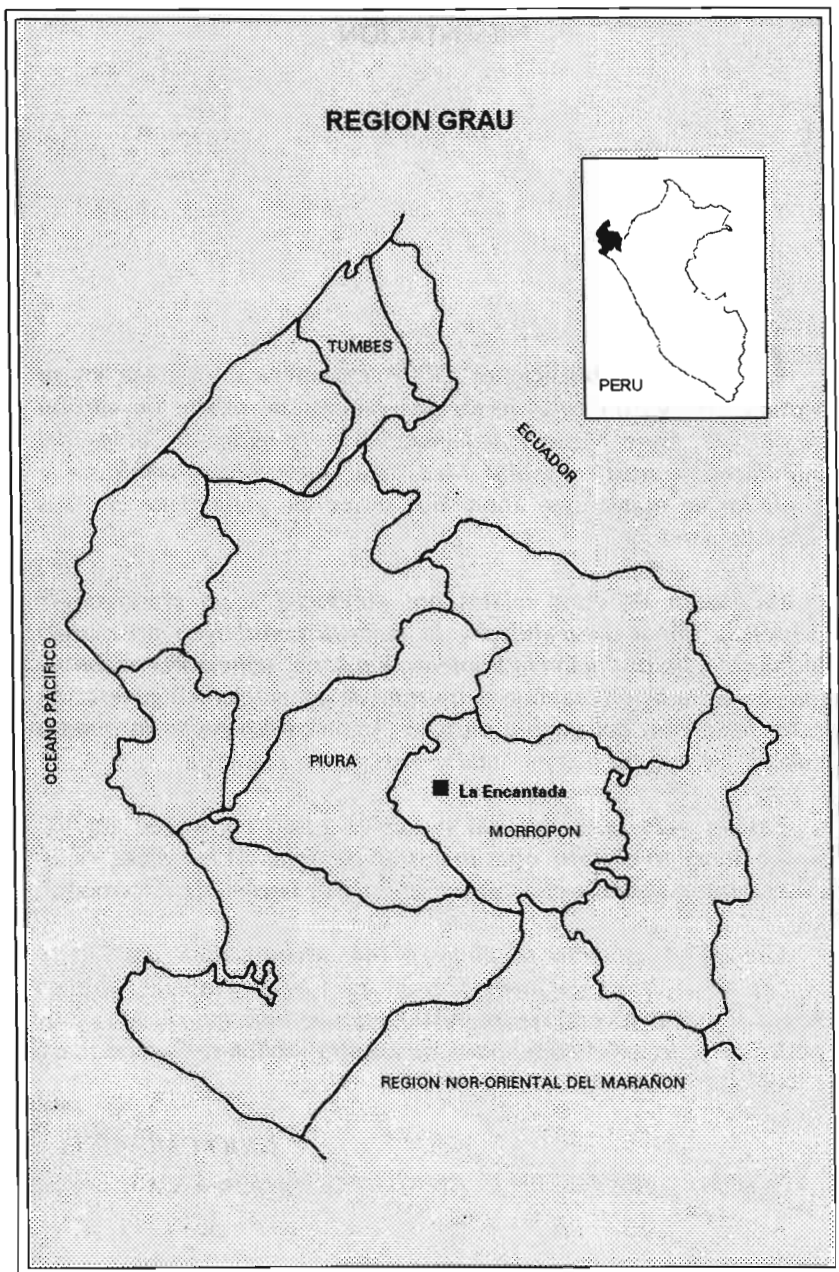 REGION GRAU
PERU
TUMBES
ECUADOR
OCEANO PACIFICO
PIURA
La Encantada
MORROPON
REGION NOR-ORIENTAL DEL MARAÑON